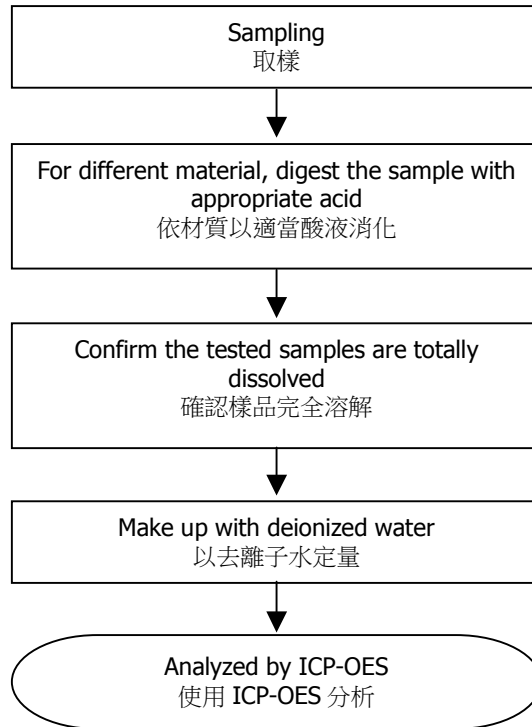 Sampling
取樣
For different material, digest the sample with
appropriate acid
依材質以適當酸液消化
Confirm the tested samples are totally
dissolved
確認樣品完全溶解
Make up with deionized water
以去離子水定量
Analyzed by ICP-OES
使用 ICP-OES 分析